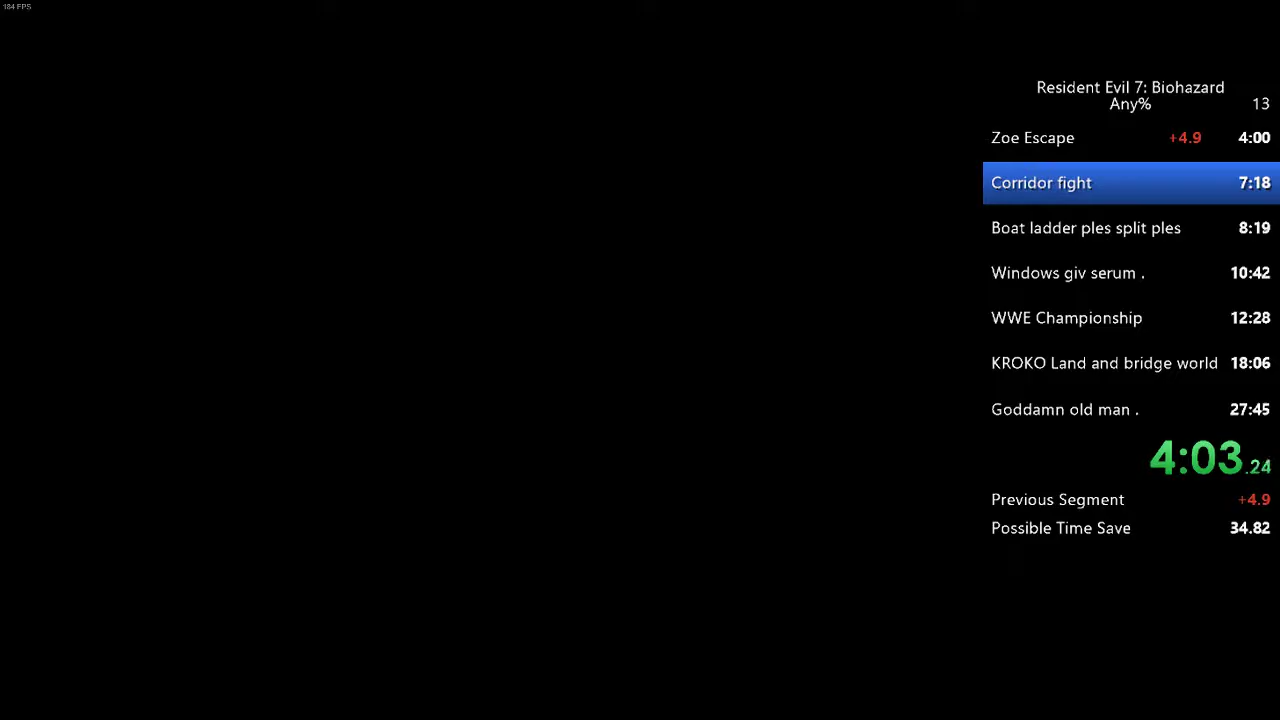 184 FPS
Resident Evil 7: Biohazard
Any% 13
Zoe Escape +4.9 4:00
Corridor fight 7:18
Boat ladder ples split ples 8:19
Windows giv serum . 10:42
WWE Championship 12:28
KROKO Land and bridge world 18:06
Goddamn old man . 27:45
4:03.24
Previous Segment +4.9
Possible Time Save 34.82